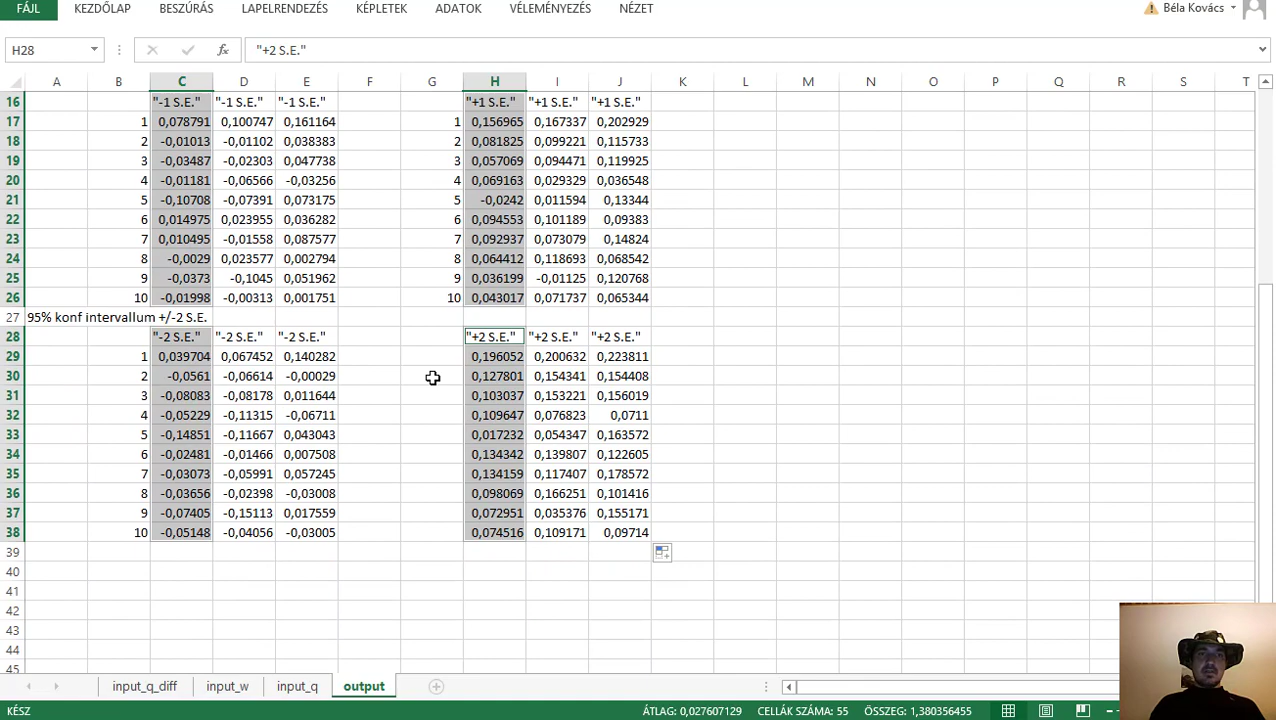 FÁJL KEZDŐLAP BESZÚRÁS LAPELRENDEZÉS KÉPLETEK ADATOK VÉLEMÉNYEZÉS NÉZET Béla Kovács
H28 fx "+2 S.E."
A B C D E F G H I J K L M N O P Q R S T
16 "-1 S.E." "-1 S.E." "-1 S.E." "+1 S.E." "+1 S.E." "+1 S.E."
17 1 0,078791 0,100747 0,161164 1 0,156965 0,167337 0,202929
18 2 -0,01013 -0,01102 0,038383 2 0,081825 0,099221 0,115733
19 3 -0,03487 -0,02303 0,047738 3 0,057069 0,094471 0,119925
20 4 -0,01181 -0,06566 -0,03256 4 0,069163 0,029329 0,036548
21 5 -0,10708 -0,07391 0,073175 5 -0,0242 0,011594 0,13344
22 6 0,014975 0,023955 0,036282 6 0,094553 0,101189 0,09383
23 7 0,010495 -0,01558 0,087577 7 0,092937 0,073079 0,14824
24 8 -0,0029 0,023577 0,002794 8 0,064412 0,118693 0,068542
25 9 -0,0373 -0,1045 0,051962 9 0,036199 -0,01125 0,120768
26 10 -0,01998 -0,00313 0,001751 10 0,043017 0,071737 0,065344
27 95% konf intervallum +/-2 S.E.
28 "-2 S.E." "-2 S.E." "-2 S.E." "+2 S.E." "+2 S.E." "+2 S.E."
29 1 0,039704 0,067452 0,140282 0,196052 0,200632 0,223811
30 2 -0,0561 -0,06614 -0,00029 0,127801 0,154341 0,154408
31 3 -0,08083 -0,08178 0,011644 0,103037 0,153221 0,156019
32 4 -0,05229 -0,11315 -0,06711 0,109647 0,076823 0,0711
33 5 -0,14851 -0,11667 0,043043 0,017232 0,054347 0,163572
34 6 -0,02481 -0,01466 0,007508 0,134342 0,139807 0,122605
35 7 -0,03073 -0,05991 0,057245 0,134159 0,117407 0,178572
36 8 -0,03656 -0,02398 -0,03008 0,098069 0,166251 0,101416
37 9 -0,07405 -0,15113 0,017559 0,072951 0,035376 0,155171
38 10 -0,05148 -0,04056 -0,03005 0,074516 0,109171 0,09714
39
40
41
42
43
44
45
input_q_diff input_w input_q output
KÉSZ ÁTLAG: 0,027607129 CELLÁK SZÁMA: 55 ÖSSZEG: 1,380356455